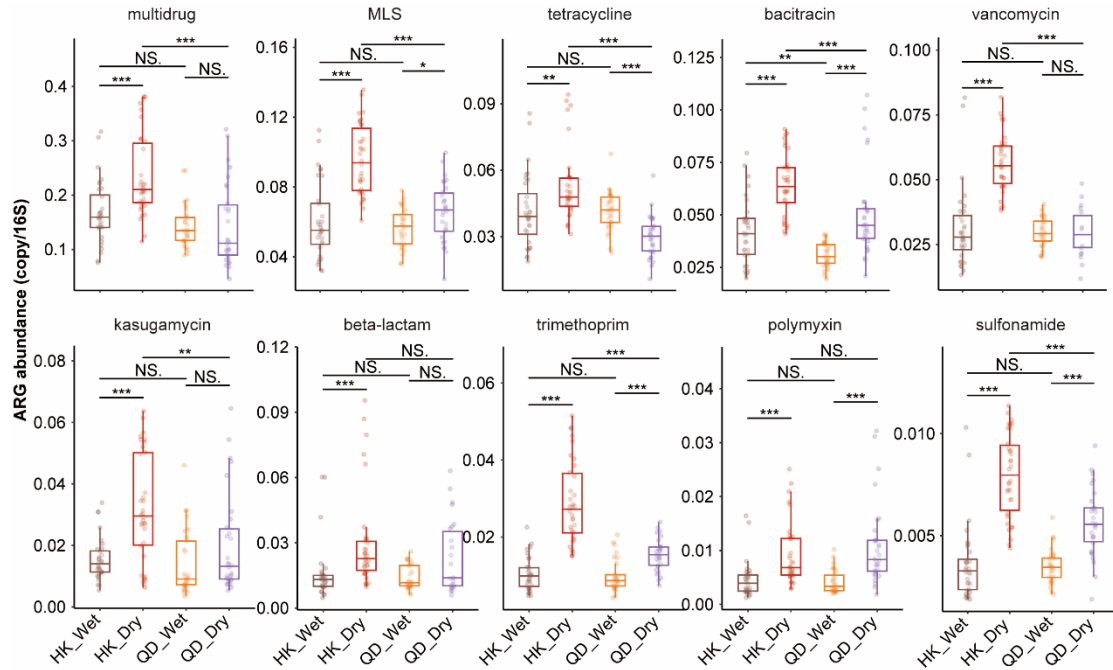 multidrug
MLS
tetracycline
bacitracin
vancomycin
ARG abundance (copy/16S)
0.4
0.3
0.2
0.1
***
NS.
NS.
***
0.16
0.12
0.08
0.04
***
NS.
*
***
0.09
0.06
0.03
***
NS.
***
**
0.125
0.100
0.075
0.050
0.025
***
**
***
***
0.100
0.075
0.050
0.025
***
NS.
NS.
***
kasugamycin
beta-lactam
trimethoprim
polymyxin
sulfonamide
0.08
0.06
0.04
0.02
0.00
**
NS.
NS.
***
0.12
0.09
0.06
0.03
0.00
NS.
NS.
NS.
***
0.06
0.04
0.02
***
NS.
***
***
0.04
0.03
0.02
0.01
0.00
NS.
NS.
***
***
0.010
0.005
***
NS.
***
***
HK_Wet
HK_Dry
QD_Wet
QD_Dry
HK_Wet
HK_Dry
QD_Wet
QD_Dry
HK_Wet
HK_Dry
QD_Wet
QD_Dry
HK_Wet
HK_Dry
QD_Wet
QD_Dry
HK_Wet
HK_Dry
QD_Wet
QD_Dry